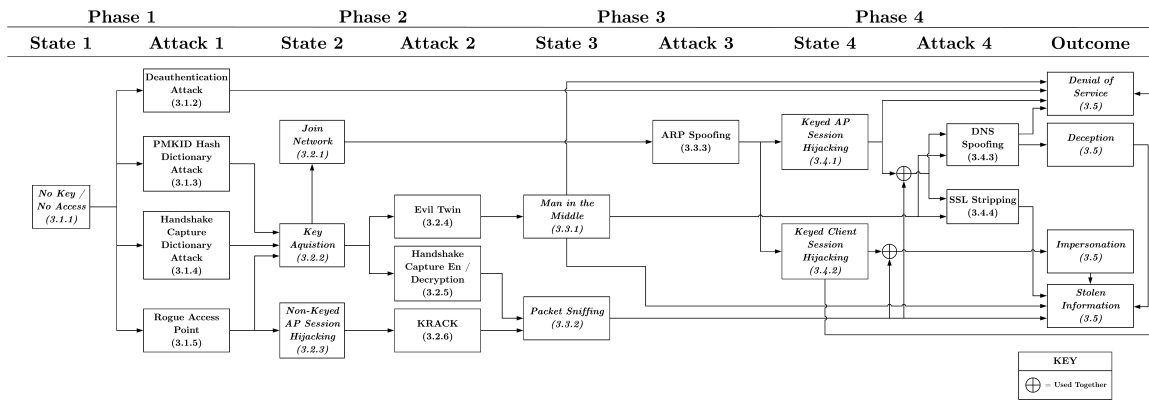 Phase 1
Phase 2
Phase 3
Phase 4
State 1
Attack 1
State 2
Attack 2
State 3
Attack 3
State 4
Attack 4
Outcome
No Key /
No Access
(3.1.1)
Deauthentication
Attack
(3.1.2)
PMKID Hash
Dictionary
Attack
(3.1.3)
Handshake
Capture
Dictionary
Attack
(3.1.4)
Rogue Access
Point
(3.1.5)
Join
Network
(3.2.1)
Key
Aquistion
(3.2.2)
Non-Keyed
AP Session
Hijacking
(3.2.3)
Evil Twin
(3.2.4)
Handshake
Capture En /
Decryption
(3.2.5)
KRACK
(3.2.6)
Man in the
Middle
(3.3.1)
Packet Sniffing
(3.3.2)
ARP Spoofing
(3.3.3)
Keyed AP
Session
Hijacking
(3.4.1)
Keyed Client
Session
Hijacking
(3.4.2)
DNS
Spoofing
(3.4.3)
SSL Stripping
(3.4.4)
Denial of
Service
(3.5)
Deception
(3.5)
Impersonation
(3.5)
Stolen
Information
(3.5)
KEY
= Used Together